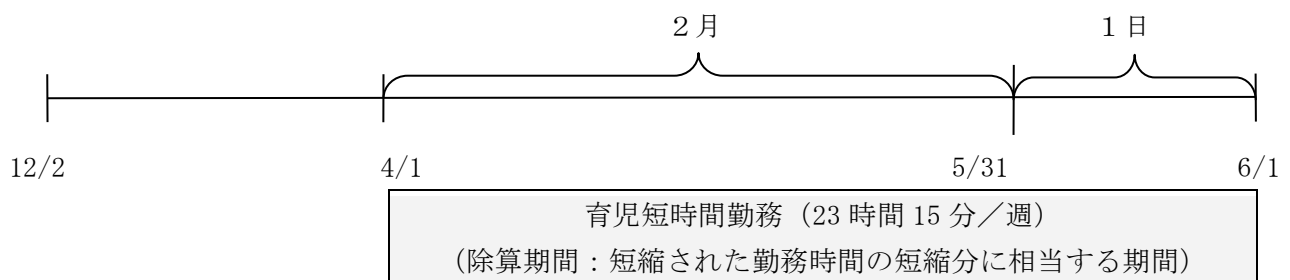 ２月 １日
12/2 4/1 5/31 6/1
育児短時間勤務（23 時間 15 分／週）
（除算期間：短縮された勤務時間の短縮分に相当する期間）